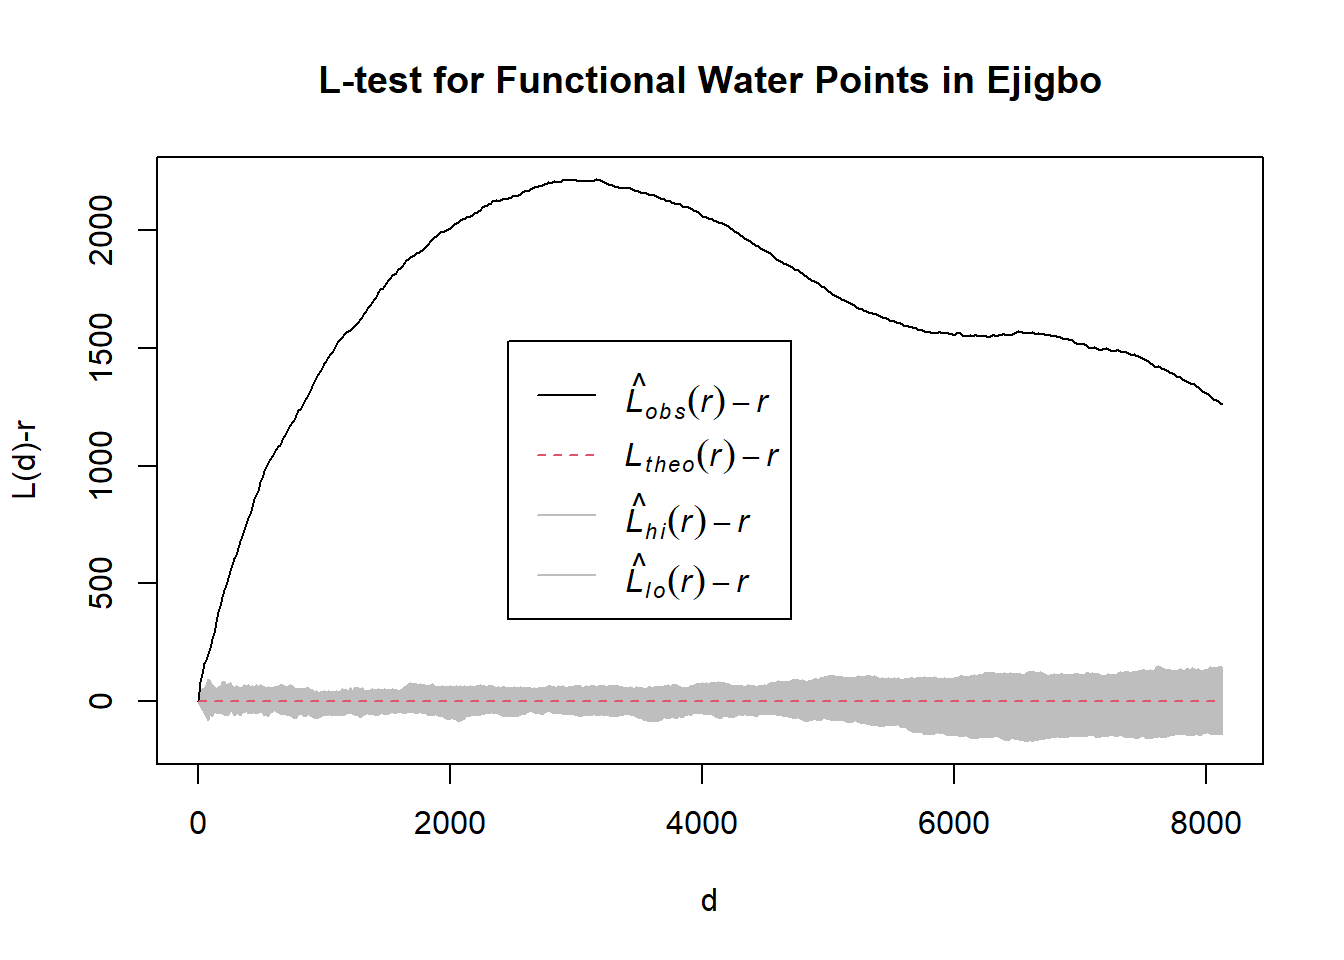 L-test for Functional Water Points in Ejigbo
L(d)-r
2000
1500
1000
500
0
L̂obs(r) − r
Ltheo(r) − r
L̂hi(r) − r
L̂lo(r) − r
0 2000 4000 6000 8000
d